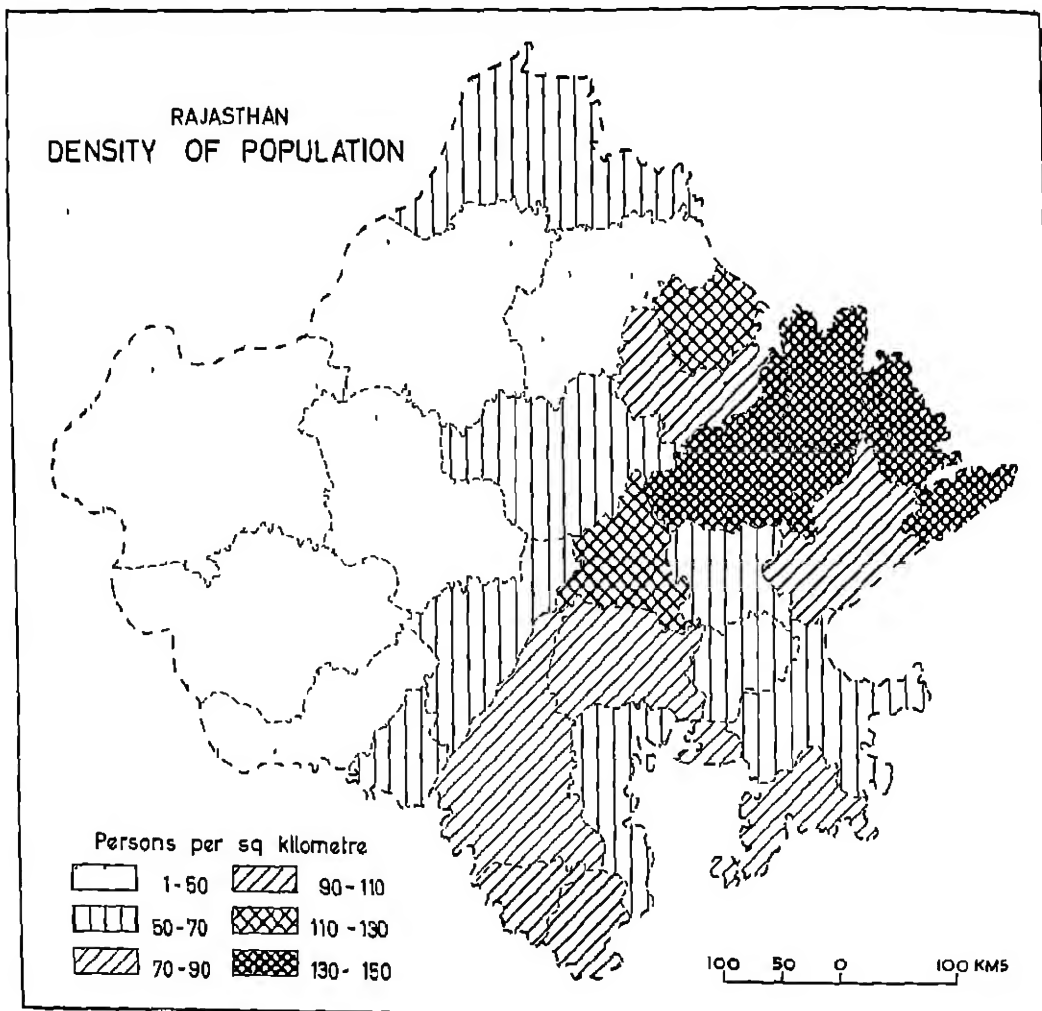 RAJASTHAN
DENSITY OF POPULATION
Persons per sq kilometre
1-50 90-110
50-70 110-130
70-90 130-150
100 50 0 100 KMS